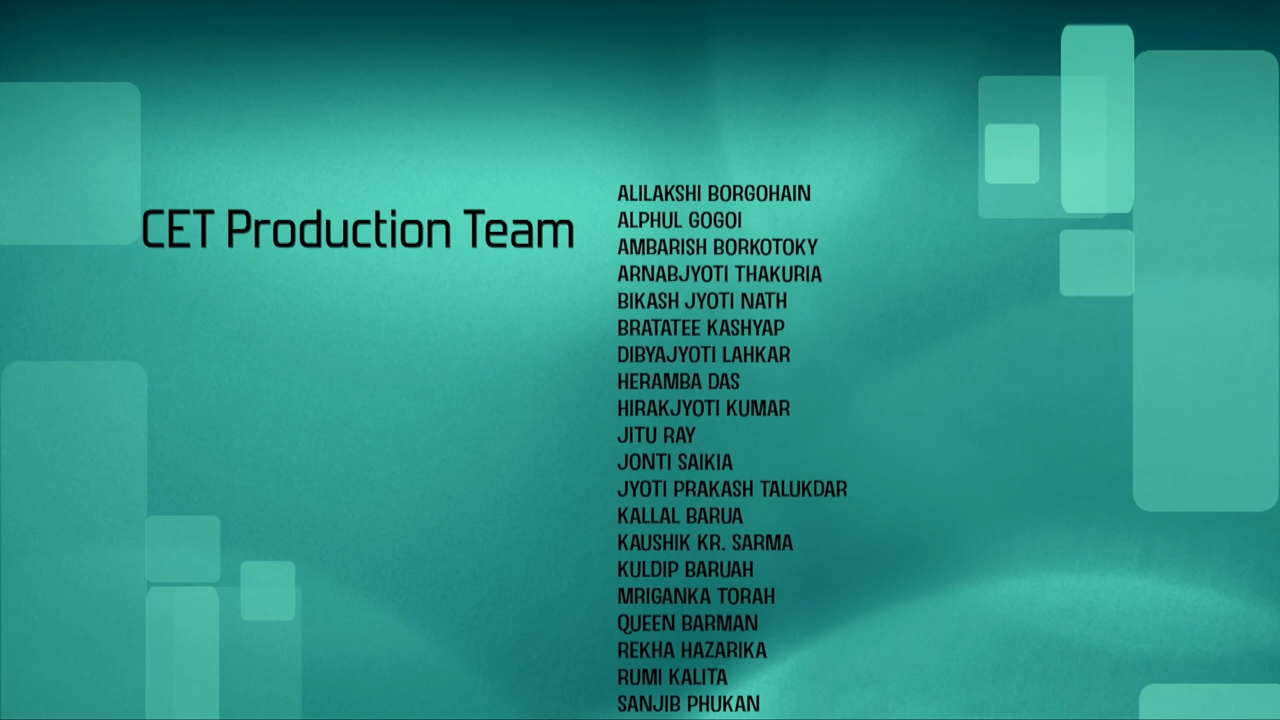 CET Production Team
ALILAKSHI BORGOHAIN
ALPHUL GOGOI
AMBARISH BORKOTOKY
ARNABJYOTI THAKURIA
BIKASH JYOTI NATH
BRATATEE KASHYAP
DIBYAJYOTI LAHKAR
HERAMBA DAS
HIRAKJYOTI KUMAR
JITU RAY
JONTI SAIKIA
JYOTI PRAKASH TALUKDAR
KALLAL BARUA
KAUSHIK KR. SARMA
KULDIP BARUAH
MRIGANKA TORAH
QUEEN BARMAN
REKHA HAZARIKA
RUMI KALITA
SANJIB PHUKAN